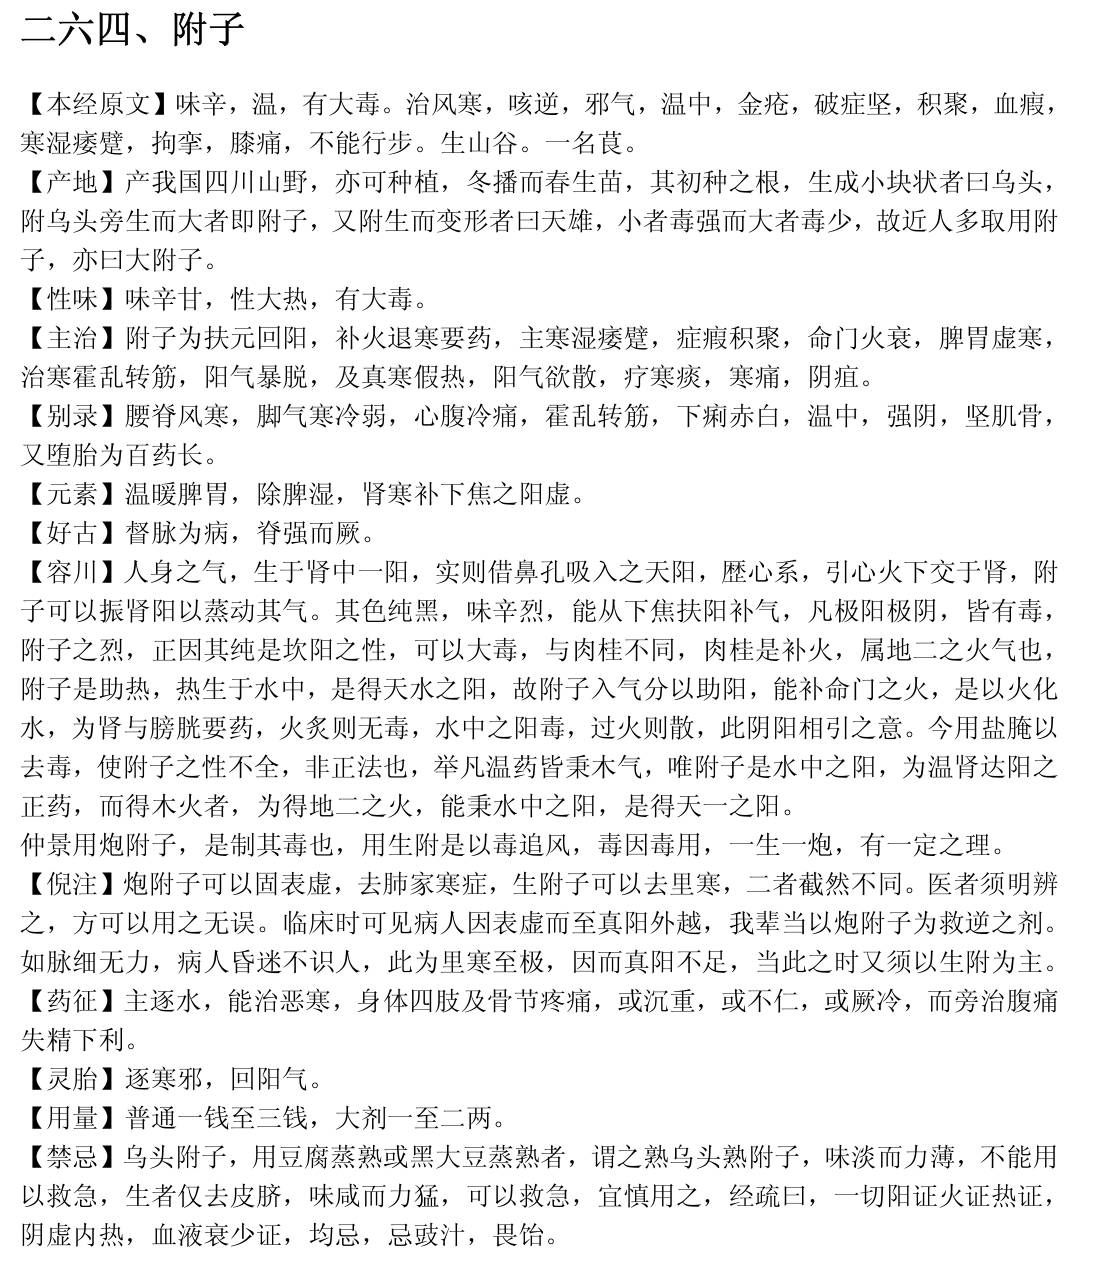 二六四、附子
【本经原文】味辛，温，有大毒。治风寒，咳逆，邪气，温中，金疮，破症坚，积聚，血瘕，
寒湿痿躄，拘挛，膝痛，不能行步。生山谷。一名茛。
【产地】产我国四川山野，亦可种植，冬播而春生苗，其初种之根，生成小块状者曰乌头，
附乌头旁生而大者即附子，又附生而变形者曰天雄，小者毒强而大者毒少，故近人多取用附
子，亦曰大附子。
【性味】味辛甘，性大热，有大毒。
【主治】附子为扶元回阳，补火退寒要药，主寒湿痿躄，症瘕积聚，命门火衰，脾胃虚寒，
治寒霍乱转筋，阳气暴脱，及真寒假热，阳气欲散，疗寒痰，寒痛，阴疽。
【别录】腰脊风寒，脚气寒冷弱，心腹冷痛，霍乱转筋，下痢赤白，温中，强阴，坚肌骨，
又堕胎为百药长。
【元素】温暖脾胃，除脾湿，肾寒补下焦之阳虚。
【好古】督脉为病，脊强而厥。
【容川】人身之气，生于肾中一阳，实则借鼻孔吸入之天阳，歷心系，引心火下交于肾，附
子可以振肾阳以蒸动其气。其色纯黑，味辛烈，能从下焦扶阳补气，凡极阳极阴，皆有毒，
附子之烈，正因其纯是坎阳之性，可以大毒，与肉桂不同，肉桂是补火，属地二之火气也，
附子是助热，热生于水中，是得天水之阳，故附子入气分以助阳，能补命门之火，是以火化
水，为肾与膀胱要药，火炙则无毒，水中之阳毒，过火则散，此阴阳相引之意。今用盐腌以
去毒，使附子之性不全，非正法也，举凡温药皆秉木气，唯附子是水中之阳，为温肾达阳之
正药，而得木火者，为得地二之火，能秉水中之阳，是得天一之阳。
仲景用炮附子，是制其毒也，用生附是以毒追风，毒因毒用，一生一炮，有一定之理。
【倪注】炮附子可以固表虚，去肺家寒症，生附子可以去里寒，二者截然不同。医者须明辨
之，方可以用之无误。临床时可见病人因表虚而至真阳外越，我辈当以炮附子为救逆之剂。
如脉细无力，病人昏迷不识人，此为里寒至极，因而真阳不足，当此之时又须以生附为主。
【药征】主逐水，能治恶寒，身体四肢及骨节疼痛，或沉重，或不仁，或厥冷，而旁治腹痛
失精下利。
【灵胎】逐寒邪，回阳气。
【用量】普通一钱至三钱，大剂一至二两。
【禁忌】乌头附子，用豆腐蒸熟或黑大豆蒸熟者，谓之熟乌头熟附子，味淡而力薄，不能用
以救急，生者仅去皮脐，味咸而力猛，可以救急，宜慎用之，经疏曰，一切阳证火证热证，
阴虚内热，血液衰少证，均忌，忌豉汁，畏饴。